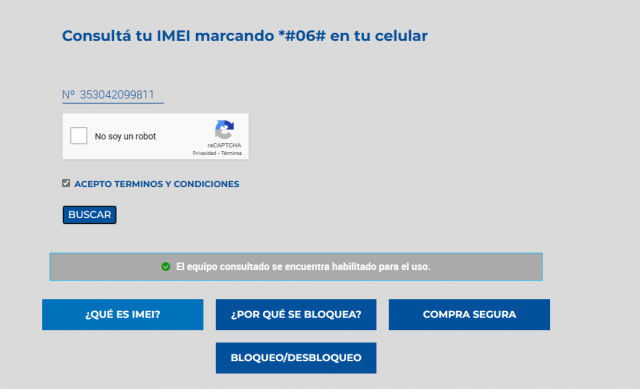 Consultá tu IMEI marcando *#06# en tu celular
Nº 353042099811
No soy un robot
reCAPTCHA
Privacidad - Términos
ACEPTO TERMINOS Y CONDICIONES
BUSCAR
El equipo consultado se encuentra habilitado para el uso.
¿QUÉ ES IMEI?
¿POR QUÉ SE BLOQUEA?
COMPRA SEGURA
BLOQUEO/DESBLOQUEO